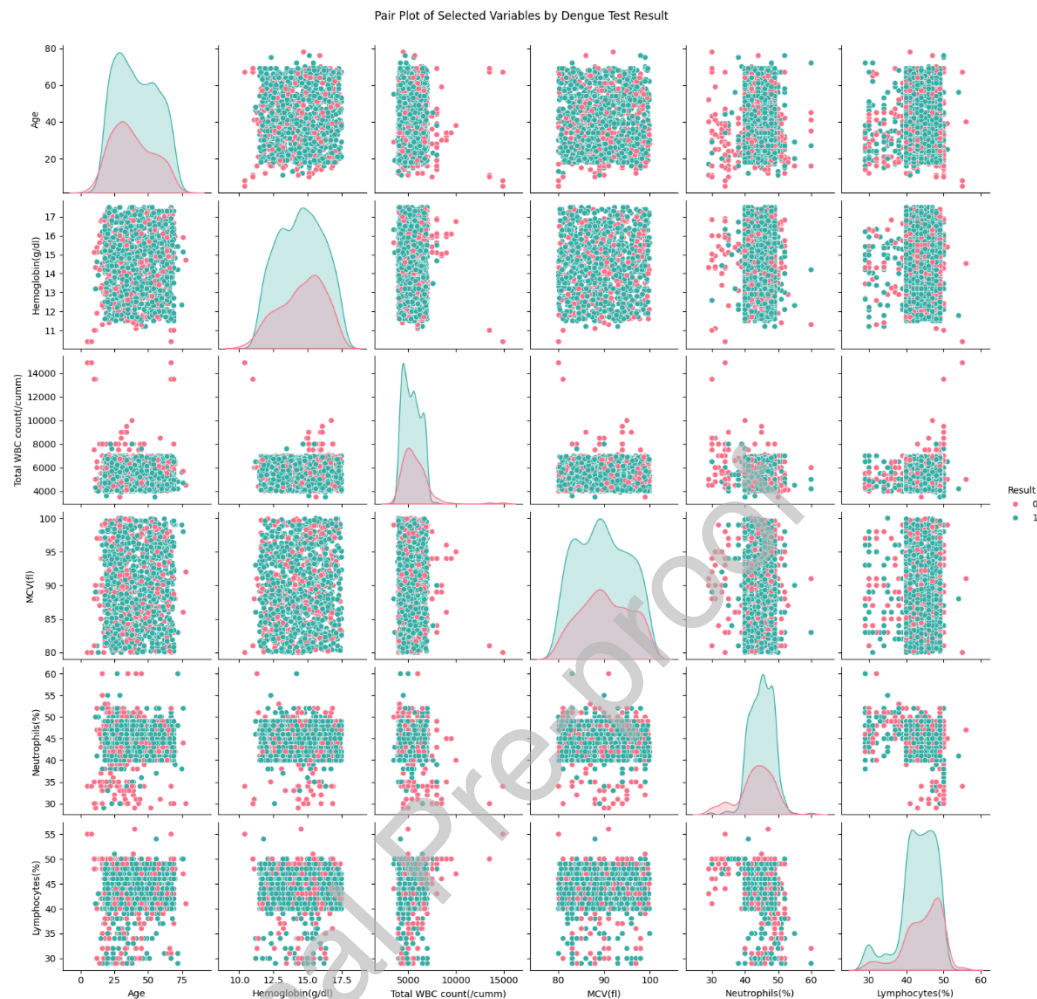 Pair Plot of Selected Variables by Dengue Test Result
80
60
40
20
Age
17
16
15
14
13
12
11
Hemoglobin(g/dl)
14000
12000
10000
8000
6000
4000
Total WBC count(/cumm)
Result
0
1
100
95
90
85
80
MCV(fl)
60
55
50
45
40
35
30
Neutrophils(%)
55
50
45
40
35
30
Lymphocytes(%)
0 25 50 75
10.0 12.5 15.0 17.5
5000 10000 15000
80 90 100
30 40 50 60
30 40 50 60
Age Hemoglobin(g/dl) Total WBC count(/cumm) MCV(fl) Neutrophils(%) Lymphocytes(%)
nal Preproof